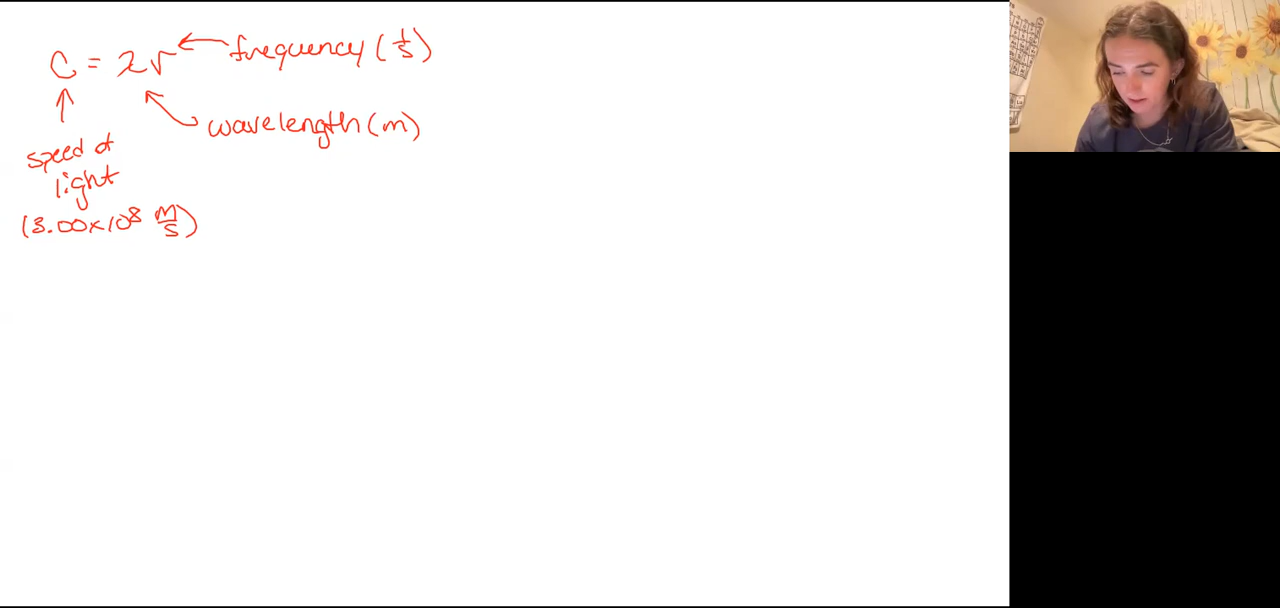 C = λν ← frequency (1/s)
wavelength (m)
speed of
light
(3.00×10⁸ m/s)